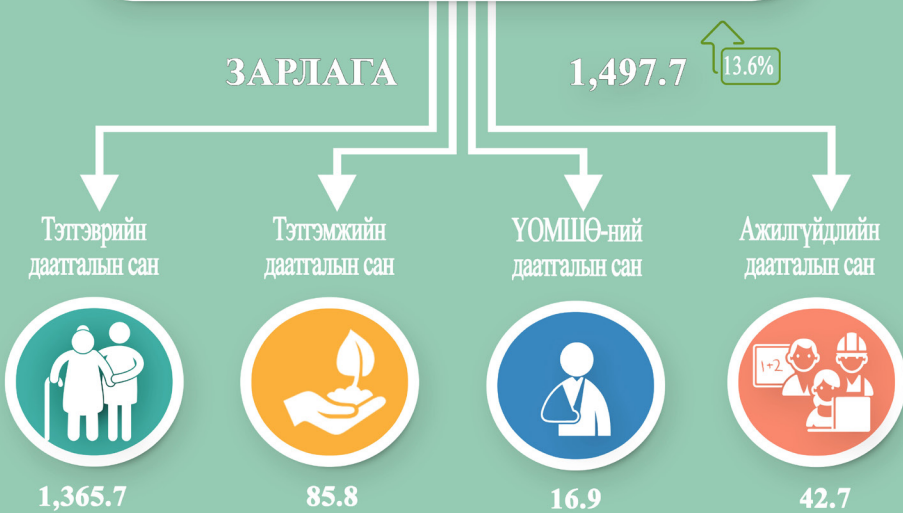 ЗАРЛАГА
1,497.7
13.6%
Тэтгэврийн
даатгалын сан
Тэтгэмжийн
даатгалын сан
ҮОМШӨ-ний
даатгалын сан
Ажилгүйдлийн
даатгалын сан
1+2
1,365.7
85.8
16.9
42.7